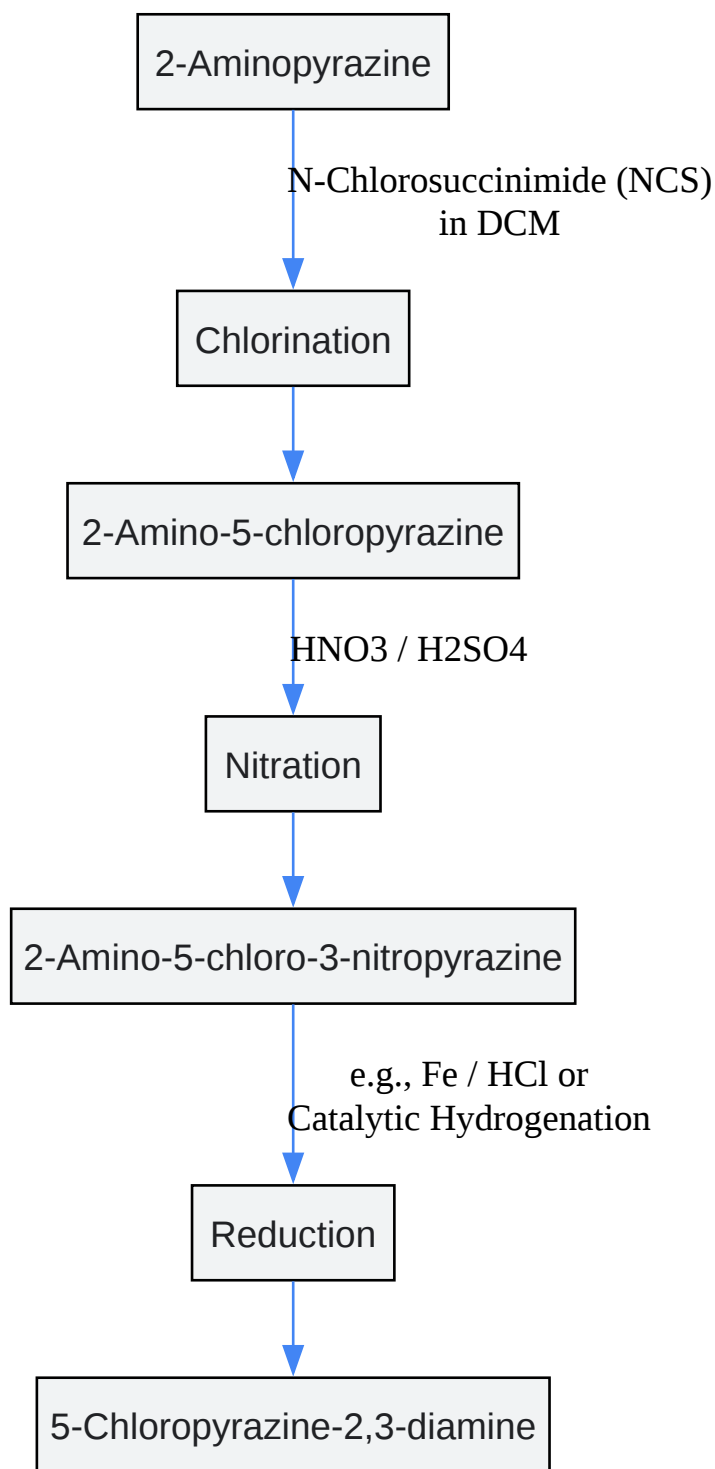 2-Aminopyrazine
N-Chlorosuccinimide (NCS)
in DCM
Chlorination
2-Amino-5-chloropyrazine
HNO3 / H2SO4
Nitration
2-Amino-5-chloro-3-nitropyrazine
e.g., Fe / HCl or
Catalytic Hydrogenation
Reduction
5-Chloropyrazine-2,3-diamine